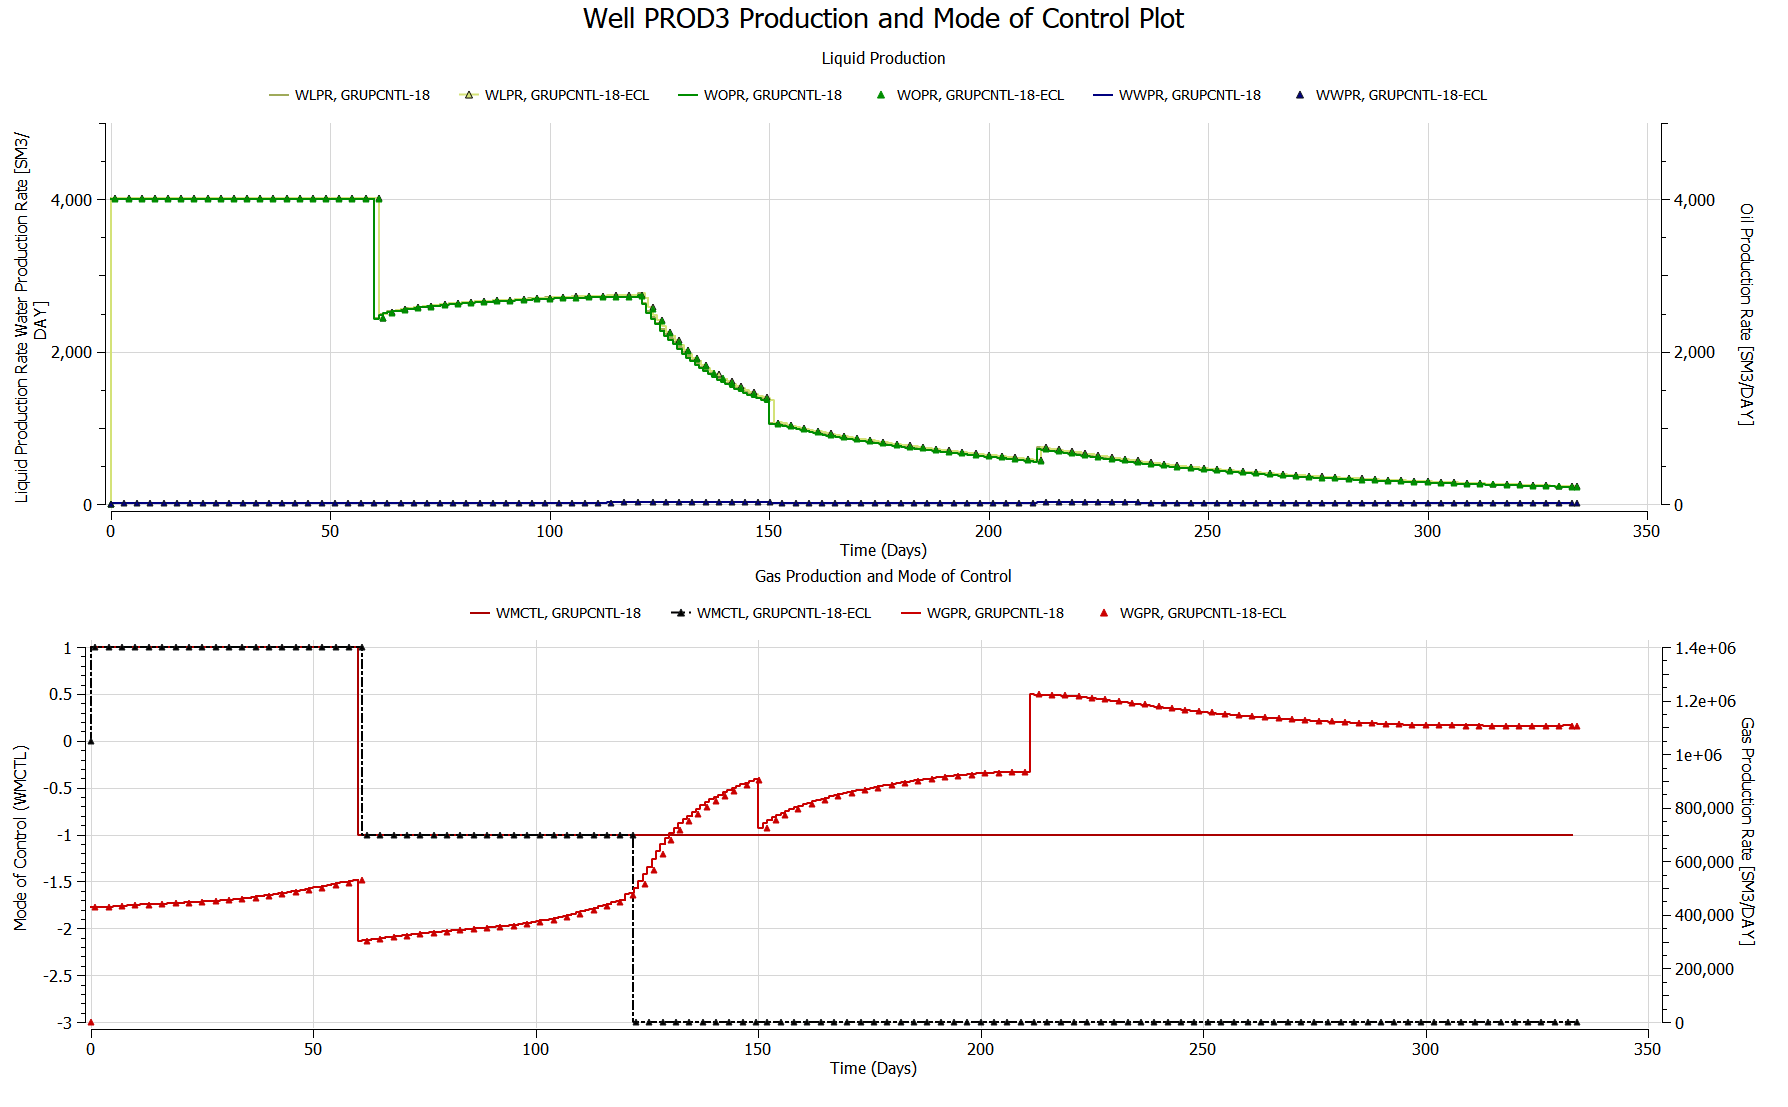 Well PROD3 Production and Mode of Control Plot
Liquid Production
WLPR, GRUPCNTL-18 WLPR, GRUPCNTL-18-ECL WOPR, GRUPCNTL-18 WOPR, GRUPCNTL-18-ECL WWPR, GRUPCNTL-18 WWPR, GRUPCNTL-18-ECL
Liquid Production Rate Water Production Rate [SM3/
DAY]
4,000
2,000
0
4,000
2,000
0
Oil Production Rate [SM3/DAY]
0 50 100 150 200 250 300 350
Time (Days)
Gas Production and Mode of Control
WMCTL, GRUPCNTL-18 WMCTL, GRUPCNTL-18-ECL WGPR, GRUPCNTL-18 WGPR, GRUPCNTL-18-ECL
Mode of Control (WMCTL)
1
0.5
0
-0.5
-1
-1.5
-2
-2.5
-3
1.4e+06
1.2e+06
1e+06
800,000
600,000
400,000
200,000
0
Gas Production Rate [SM3/DAY]
0 50 100 150 200 250 300 350
Time (Days)